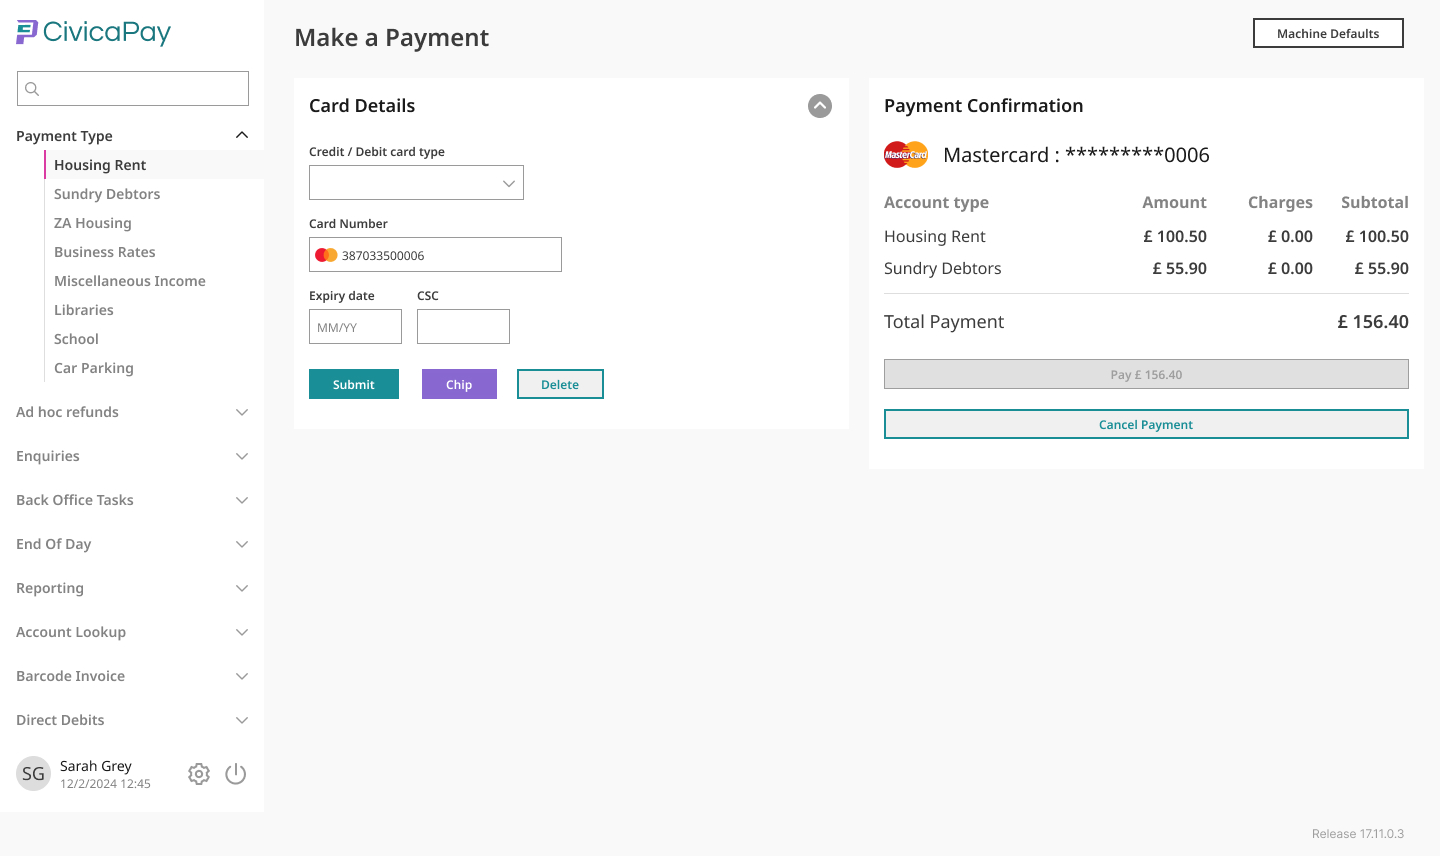 CivicaPay
Payment Type
Housing Rent
Sundry Debtors
ZA Housing
Business Rates
Miscellaneous Income
Libraries
School
Car Parking
Ad hoc refunds
Enquiries
Back Office Tasks
End Of Day
Reporting
Account Lookup
Barcode Invoice
Direct Debits
SG
Sarah Grey
12/2/2024 12:45
Make a Payment
Machine Defaults
Card Details
Credit / Debit card type
Card Number
387033500006
Expiry date CSC
MM/YY
Submit Chip Delete
Payment Confirmation
MasterCard Mastercard : *********0006
Account type Amount Charges Subtotal
Housing Rent £ 100.50 £ 0.00 £ 100.50
Sundry Debtors £ 55.90 £ 0.00 £ 55.90
Total Payment £ 156.40
Pay £ 156.40
Cancel Payment
Release 17.11.0.3